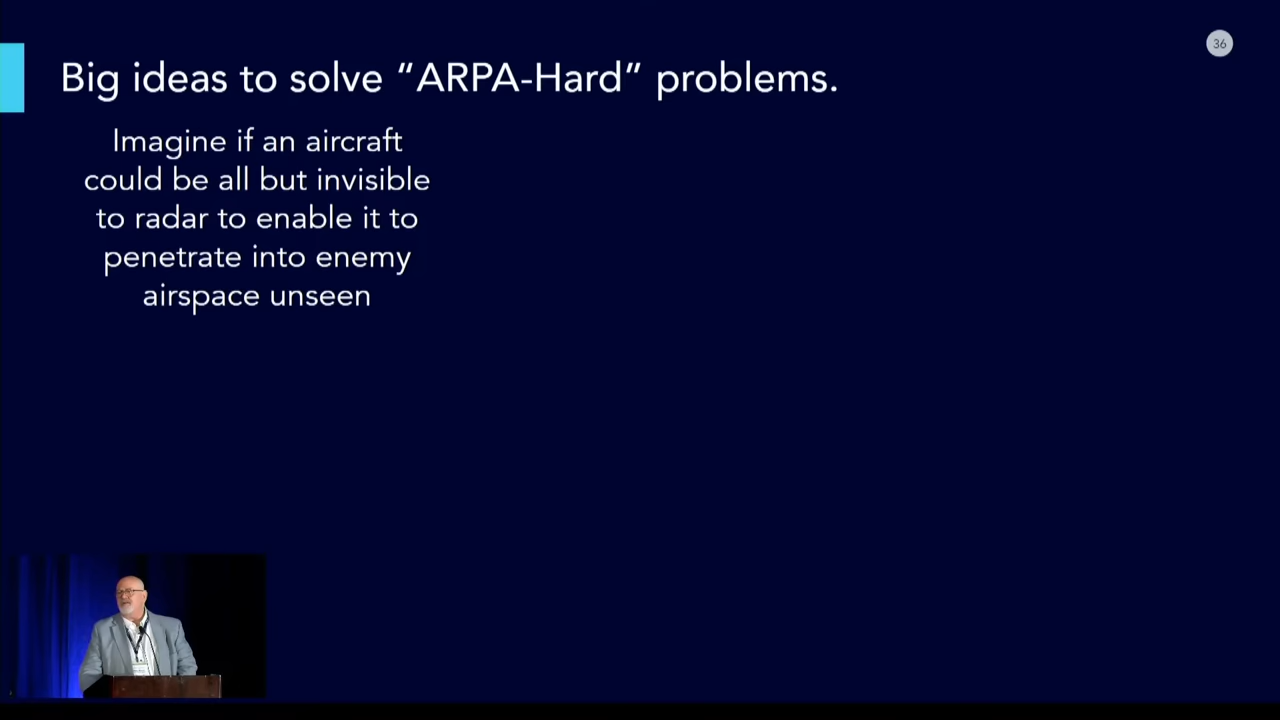 36
Big ideas to solve “ARPA-Hard” problems.
Imagine if an aircraft
could be all but invisible
to radar to enable it to
penetrate into enemy
airspace unseen